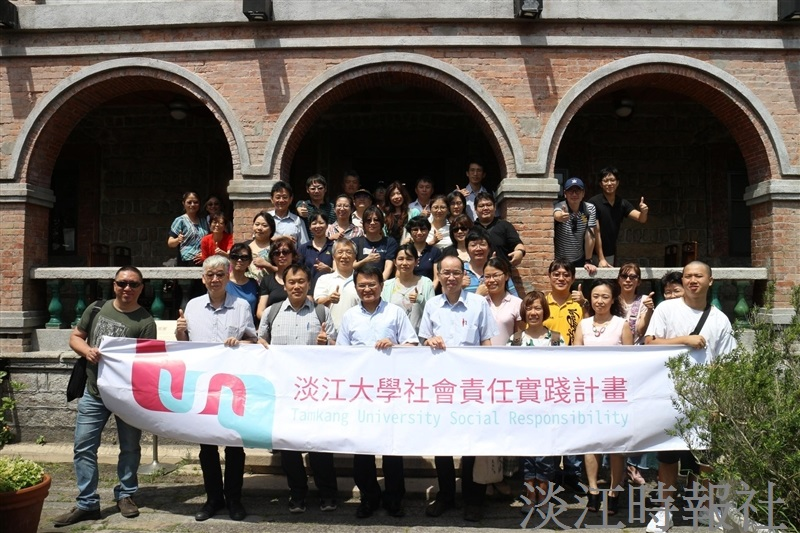 淡江大學社會責任實踐計畫
Tamkang University Social Responsibility
淡江時報社